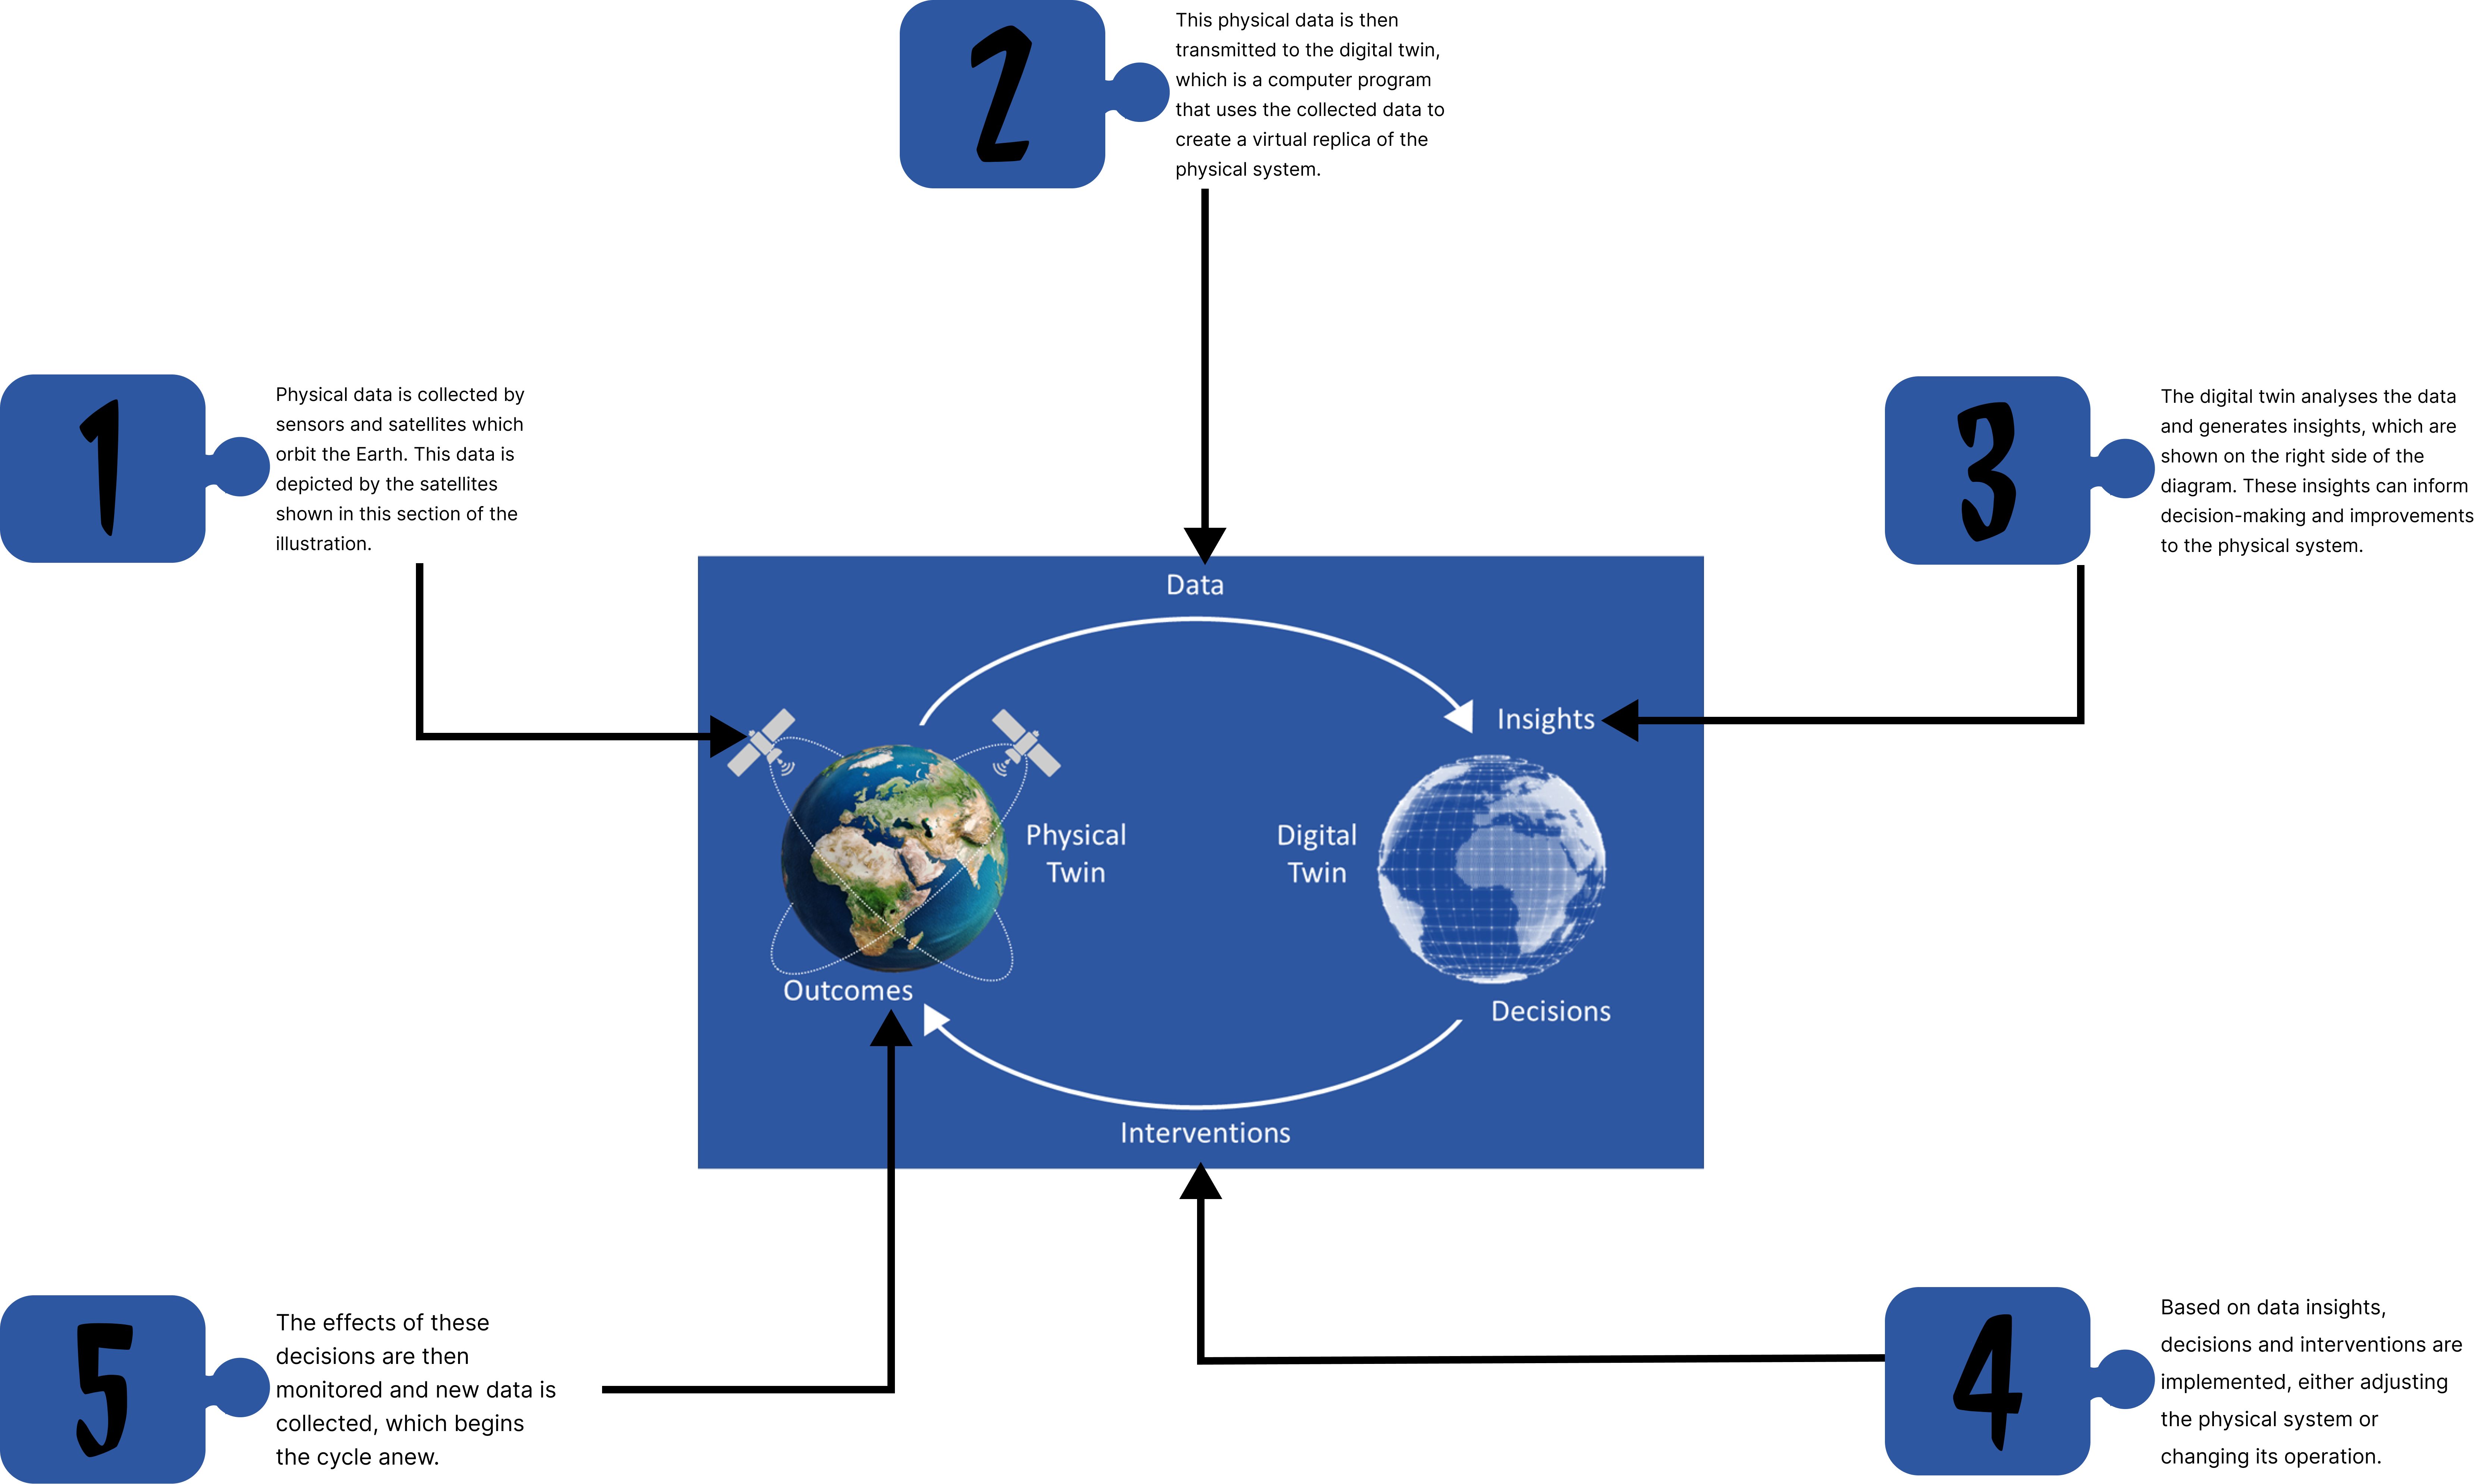 2
This physical data is then
transmitted to the digital twin,
which is a computer program
that uses the collected data to
create a virtual replica of the
physical system.
1
Physical data is collected by
sensors and satellites which
orbit the Earth. This data is
depicted by the satellites
shown in this section of the
illustration.
3
The digital twin analyses the data
and generates insights, which are
shown on the right side of the
diagram. These insights can inform
decision-making and improvements
to the physical system.
Data
Insights
Physical
Twin
Digital
Twin
Outcomes
Decisions
Interventions
5
The effects of these
decisions are then
monitored and new data is
collected, which begins
the cycle anew.
4
Based on data insights,
decisions and interventions are
implemented, either adjusting
the physical system or
changing its operation.